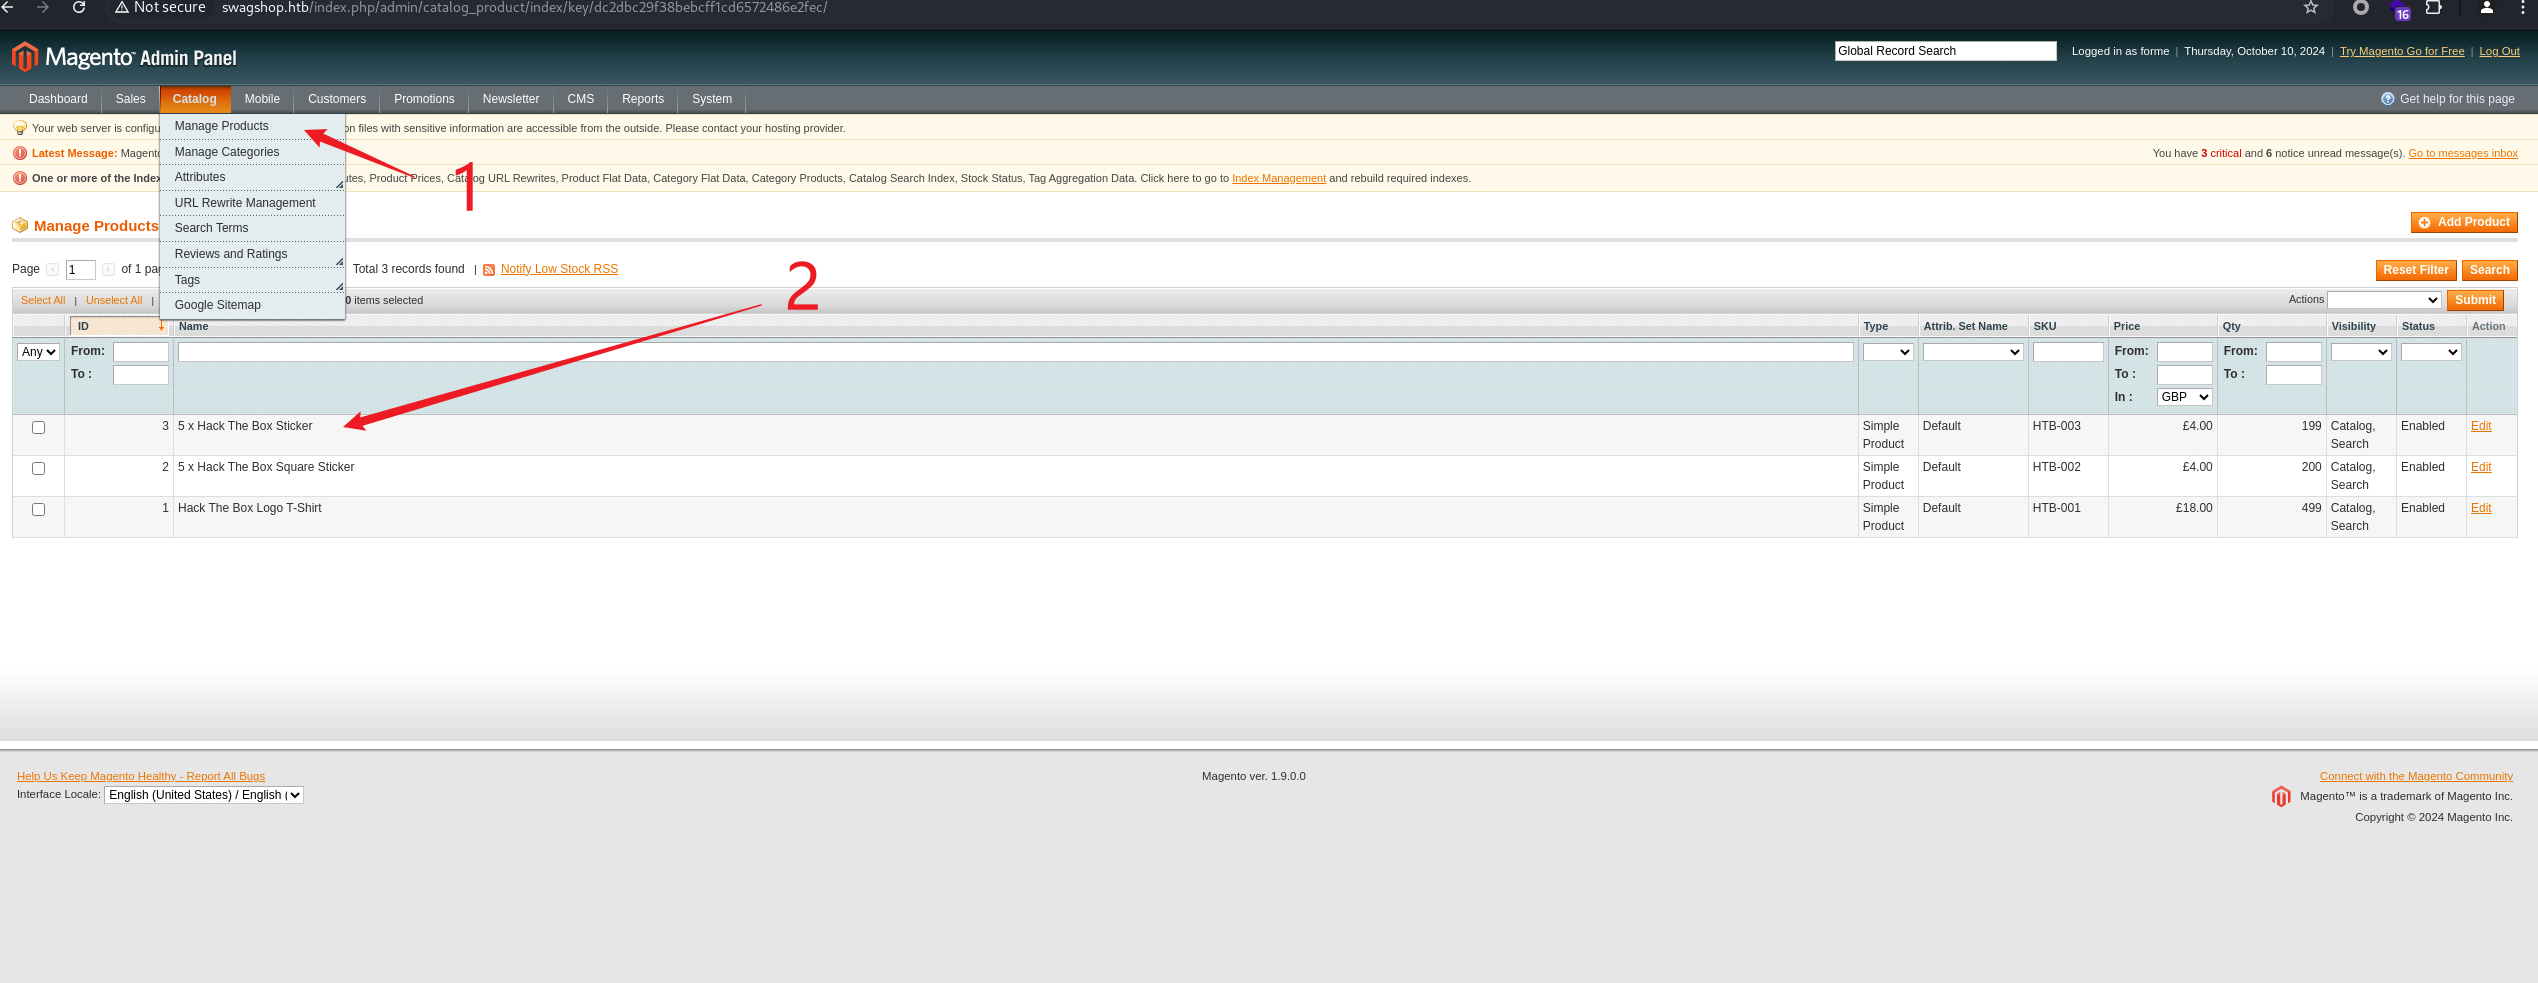 Not secure swagshop.htb/index.php/admin/catalog_product/index/key/dc2dbc29f38bebcff1cd6572486e2fec/
16
Magento™ Admin Panel
Global Record Search
Logged in as forme | Thursday, October 10, 2024 | Try Magento Go for Free | Log Out
Dashboard Sales Catalog Mobile Customers Promotions Newsletter CMS Reports System
Get help for this page
Manage Products
Manage Categories
Attributes
URL Rewrite Management
Search Terms
Reviews and Ratings
Tags
Google Sitemap
1
2
Your web server is configu on files with sensitive information are accessible from the outside. Please contact your hosting provider.
Latest Message: Magento
You have 3 critical and 6 notice unread message(s). Go to messages inbox
One or more of the Index utes, Product Prices, Catalog URL Rewrites, Product Flat Data, Category Flat Data, Category Products, Catalog Search Index, Stock Status, Tag Aggregation Data. Click here to go to Index Management and rebuild required indexes.
Manage Products
Add Product
Page 1 of 1 pag Total 3 records found | Notify Low Stock RSS
Reset Filter Search
Select All | Unselect All | 0 items selected
Actions Submit
ID Name Type Attrib. Set Name SKU Price Qty Visibility Status Action
Any From: From: From:
To : To : To :
In : GBP
3 5 x Hack The Box Sticker Simple Product Default HTB-003 £4.00 199 Catalog, Search Enabled Edit
2 5 x Hack The Box Square Sticker Simple Product Default HTB-002 £4.00 200 Catalog, Search Enabled Edit
1 Hack The Box Logo T-Shirt Simple Product Default HTB-001 £18.00 499 Catalog, Search Enabled Edit
Help Us Keep Magento Healthy - Report All Bugs
Interface Locale: English (United States) / English (
Magento ver. 1.9.0.0
Connect with the Magento Community
Magento™ is a trademark of Magento Inc.
Copyright © 2024 Magento Inc.